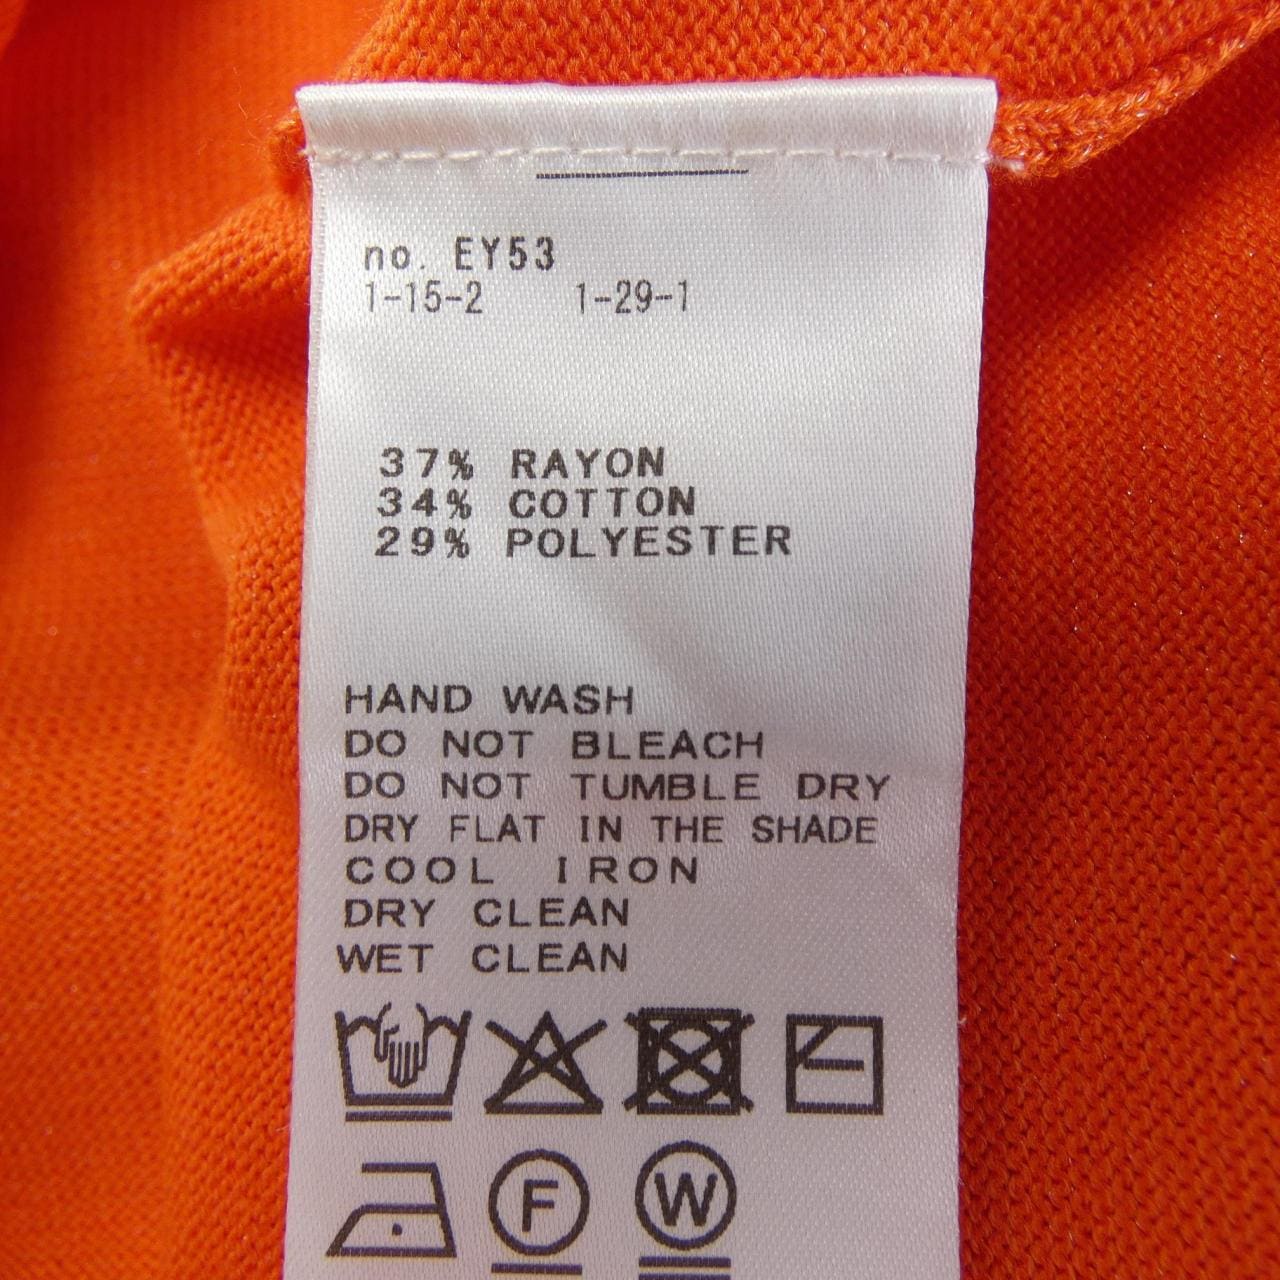 no. EY53
1-15-2 1-29-1
37% RAYON
34% COTTON
29% POLYESTER
HAND WASH
DO NOT BLEACH
DO NOT TUMBLE DRY
DRY FLAT IN THE SHADE
COOL IRON
DRY CLEAN
WET CLEAN
F W